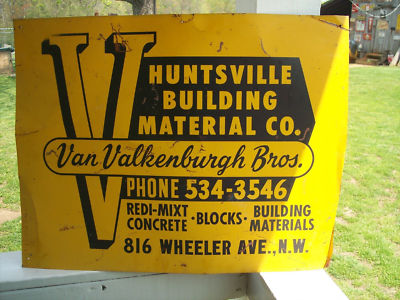 V
HUNTSVILLE
BUILDING
MATERIAL CO.
Van Valkenburgh Bros.
PHONE 534-3546
REDI-MIXT CONCRETE · BLOCKS · BUILDING MATERIALS
816 WHEELER AVE., N.W.